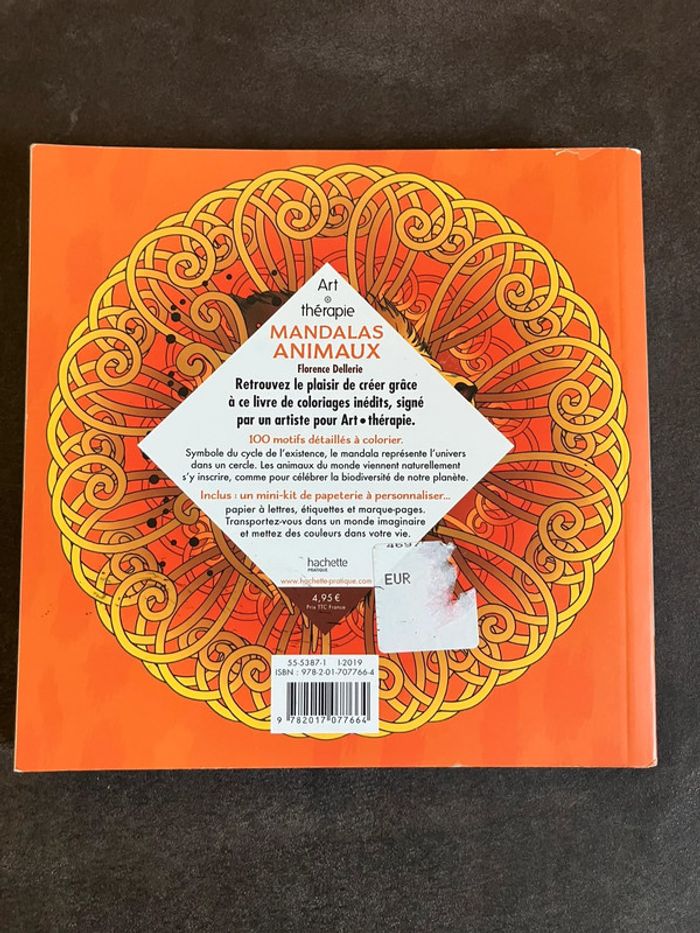 Art
thérapie
MANDALAS
ANIMAUX
Florence Dellerie
Retrouvez le plaisir de créer grâce
à ce livre de coloriages inédits, signé
par un artiste pour Art•thérapie.
100 motifs détaillés à colorier.
Symbole du cycle de l'existence, le mandala représente l'univers
dans un cercle. Les animaux du monde viennent naturellement
s'y inscrire, comme pour célébrer la biodiversité de notre planète.
Inclus : un mini-kit de papeterie à personnaliser...
papier à lettres, étiquettes et marque-pages.
Transportez-vous dans un monde imaginaire
et mettez des couleurs dans votre vie.
hachette
PRATIQUE
www.hachette-pratique.com
EUR
4,95 €
Prix TTC France
55-5387-1 I-2019
ISBN : 978-2-01-707766-4
9 782017 077664